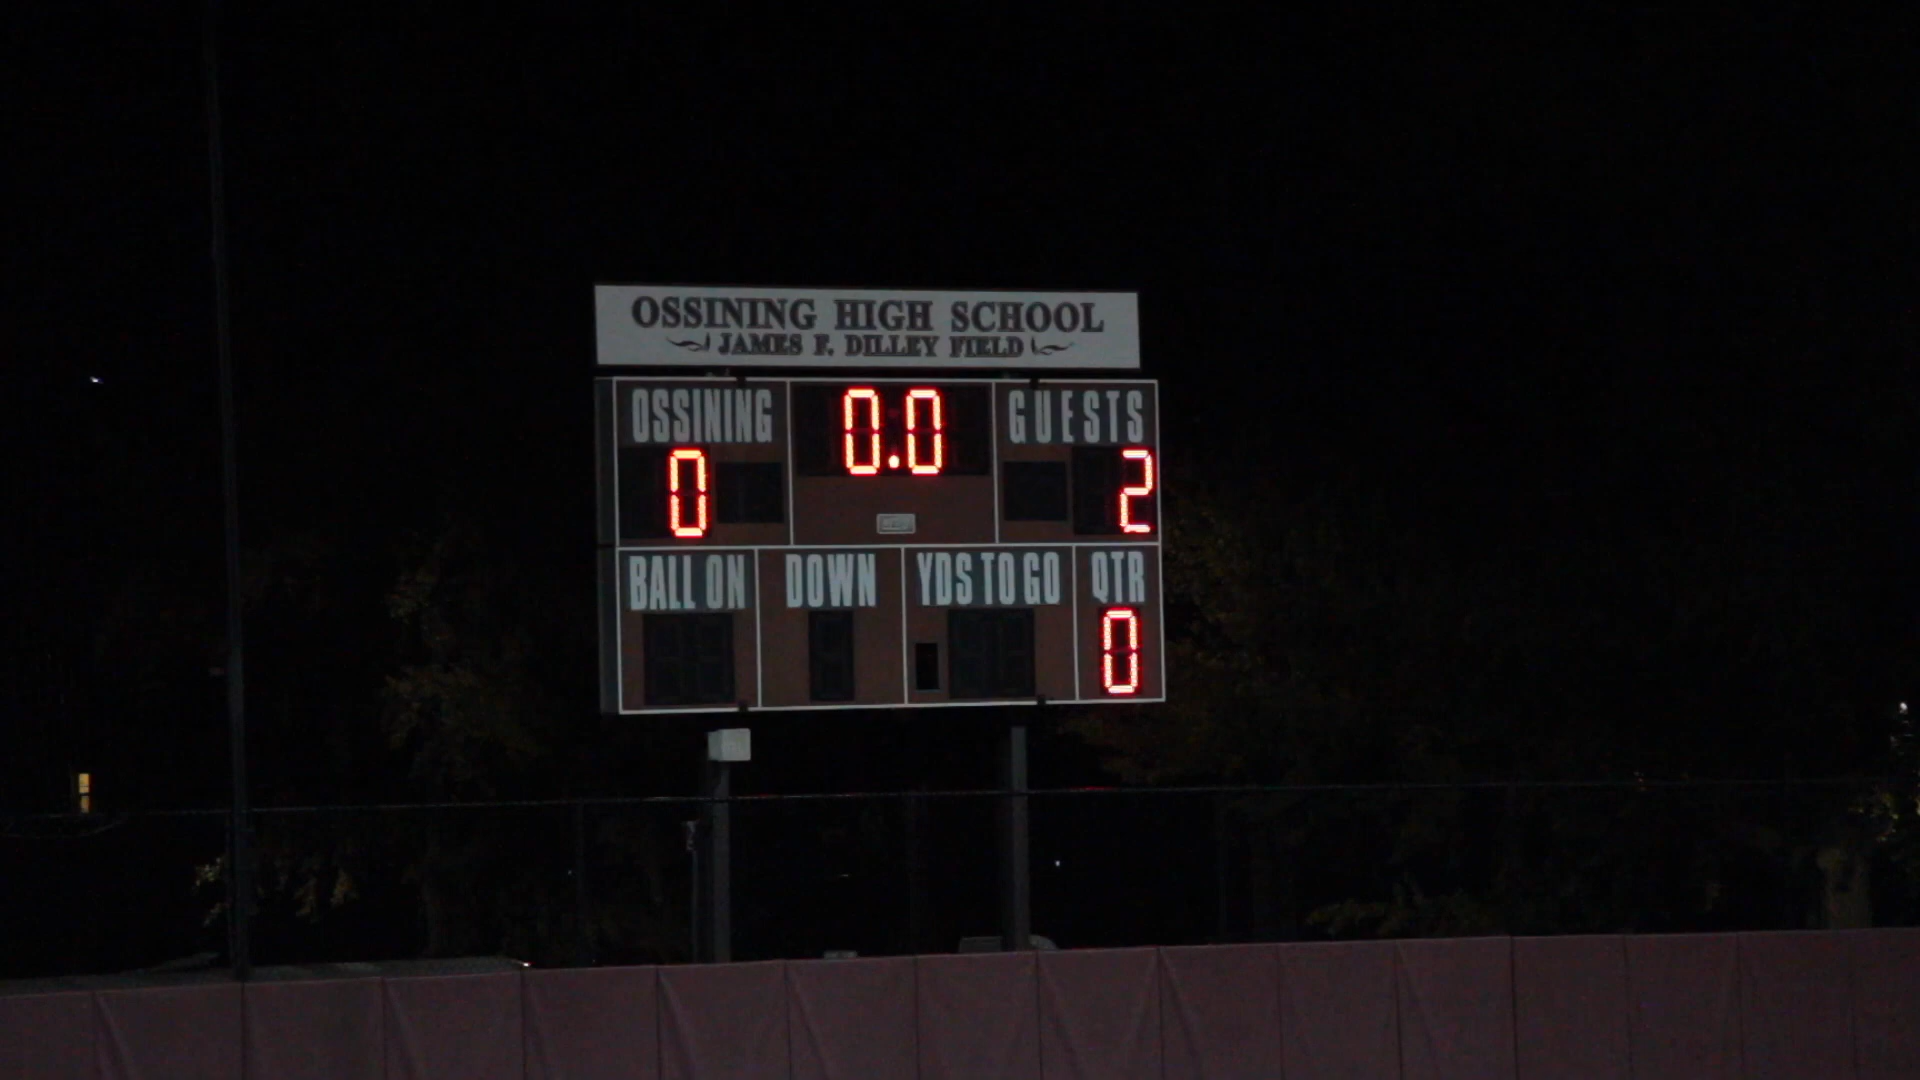 OSSINING HIGH SCHOOL
JAMES F. DILLEY FIELD
OSSINING 0.0 GUESTS
0 2
BALL ON DOWN YDS TO GO QTR
0